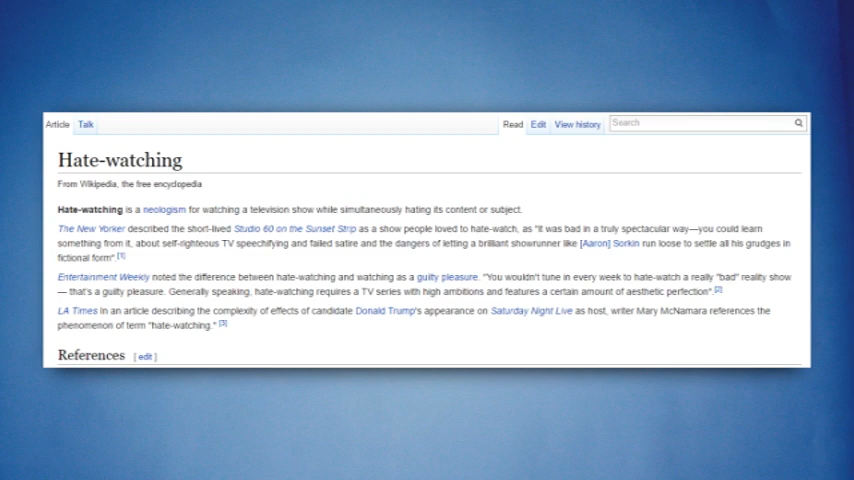 Article Talk Read Edit View history Search
Hate-watching
From Wikipedia, the free encyclopedia
Hate-watching is a neologism for watching a television show while simultaneously hating its content or subject.
The New Yorker described the short-lived Studio 60 on the Sunset Strip as a show people loved to hate-watch, as "it was bad in a truly spectacular way—you could learn
something from it, about self-righteous TV speechifying and failed satire and the dangers of letting a brilliant showrunner like [Aaron] Sorkin run loose to settle all his grudges in
fictional form".[1]
Entertainment Weekly noted the difference between hate-watching and watching as a guilty pleasure. "You wouldn't tune in every week to hate-watch a really "bad" reality show
— that's a guilty pleasure. Generally speaking, hate-watching requires a TV series with high ambitions and features a certain amount of aesthetic perfection".[2]
LA Times in an article describing the complexity of effects of candidate Donald Trump's appearance on Saturday Night Live as host, writer Mary McNamara references the
phenomenon of term "hate-watching." [3]
References [ edit ]